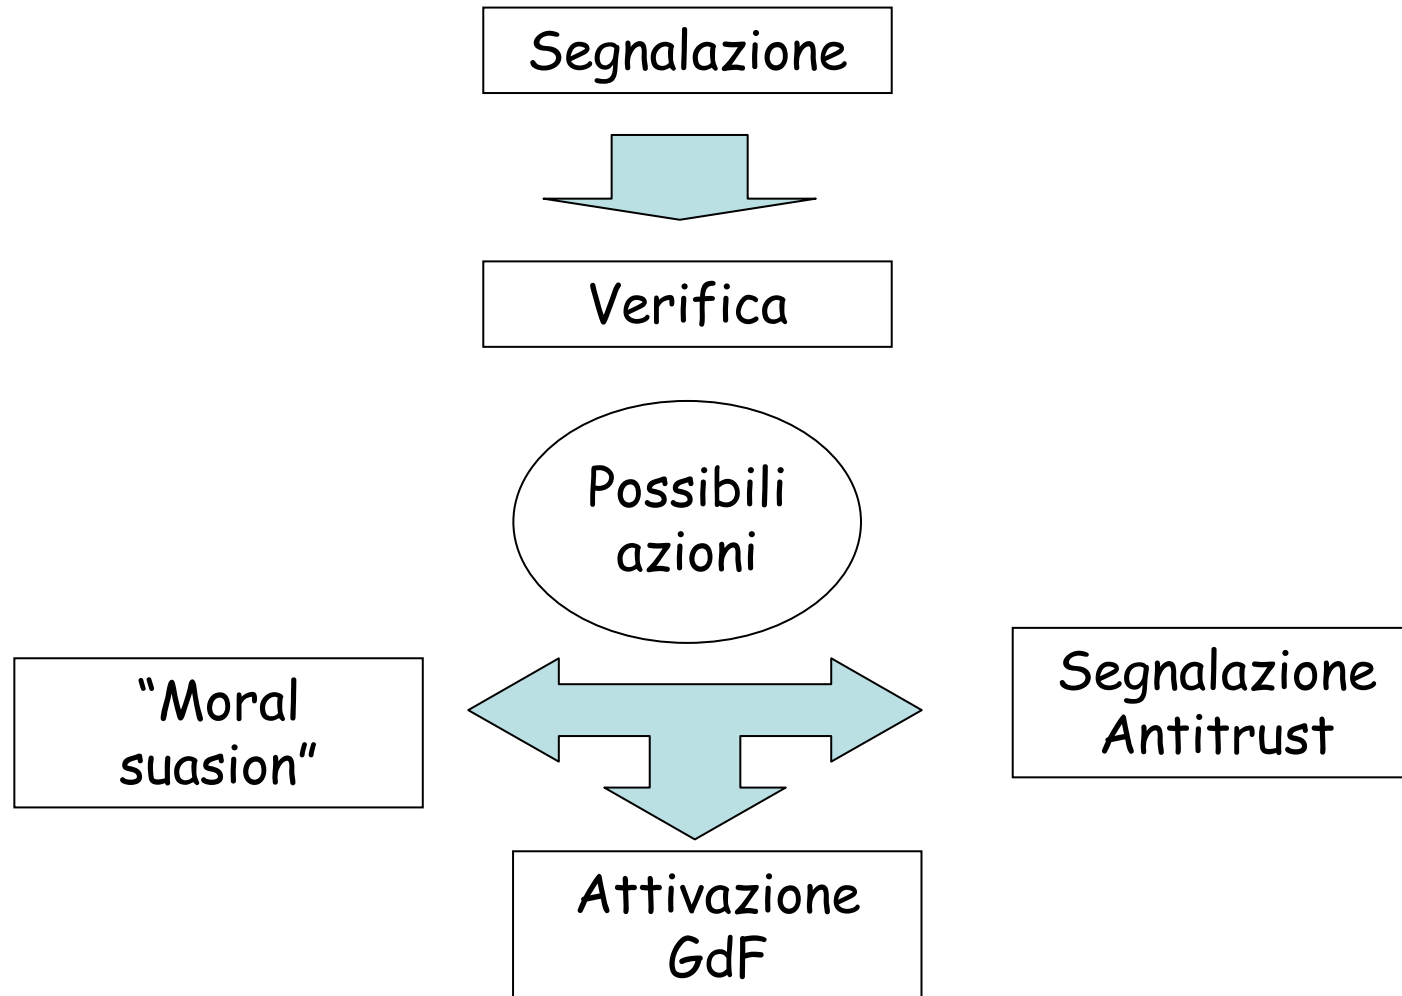 Segnalazione
Verifica
Possibili
azioni
“Moral
suasion”
Segnalazione
Antitrust
Attivazione
GdF